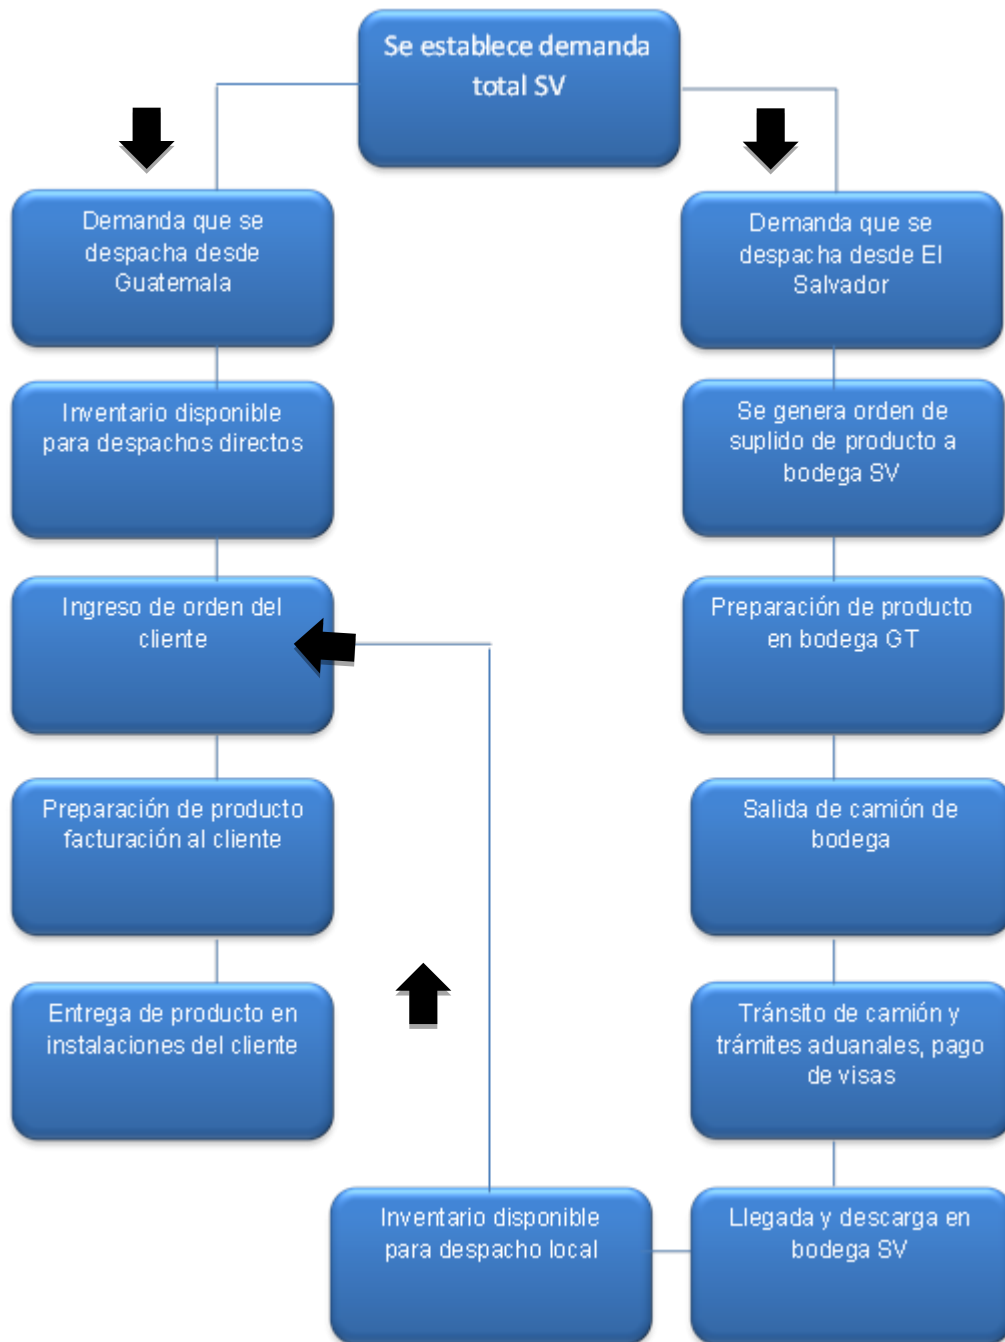 Se establece demanda
total SV
Demanda que se
despacha desde
Guatemala
Inventario disponible
para despachos directos
Ingreso de orden del
cliente
Preparación de producto
facturación al cliente
Entrega de producto en
instalaciones del cliente
Demanda que se
despacha desde El
Salvador
Se genera orden de
suplido de producto a
bodega SV
Preparación de producto
en bodega GT
Salida de camión de
bodega
Tránsito de camión y
trámites aduanales, pago
de visas
Llegada y descarga en
bodega SV
Inventario disponible
para despacho local